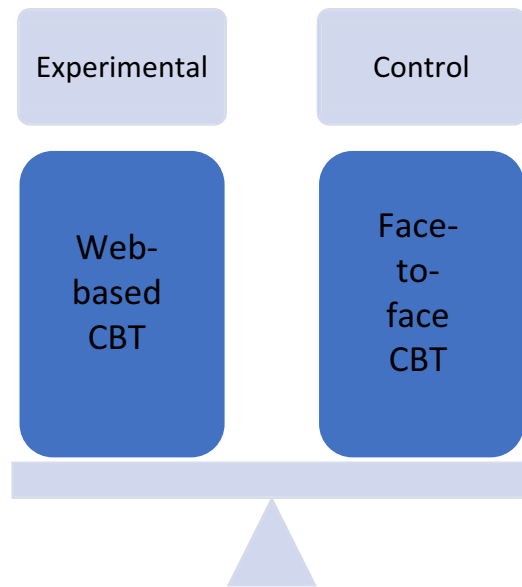 Experimental
Control
Web-
based
CBT
Face-
to-
face
CBT